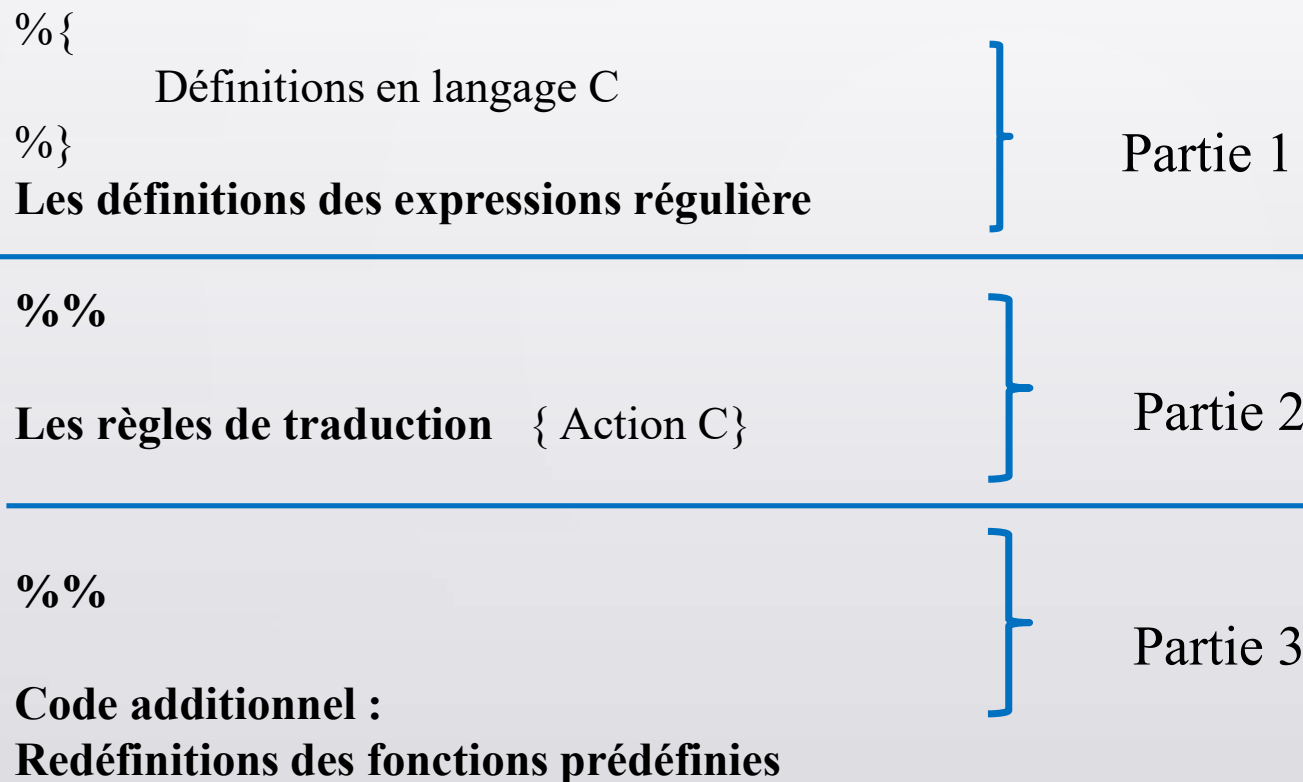 %{
Définitions en langage C
%}
Partie 1
Les définitions des expressions régulière
%%
Les règles de traduction { Action C}
Partie 2
%%
Partie 3
Code additionnel :
Redéfinitions des fonctions prédéfinies